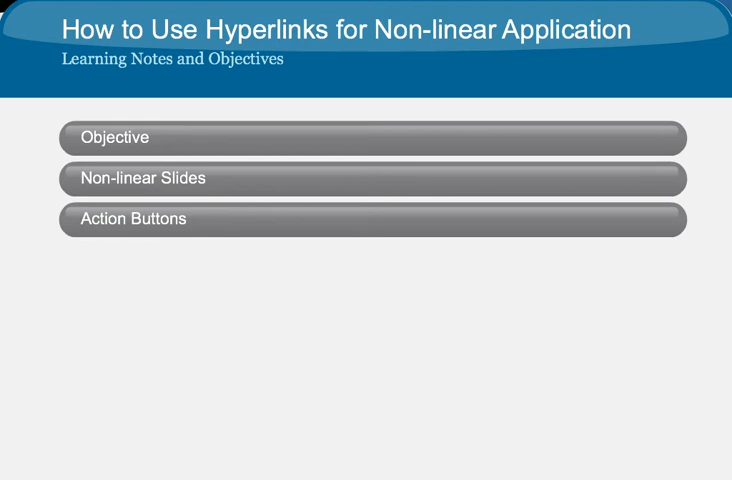 How to Use Hyperlinks for Non-linear Application
Learning Notes and Objectives
Objective
Non-linear Slides
Action Buttons